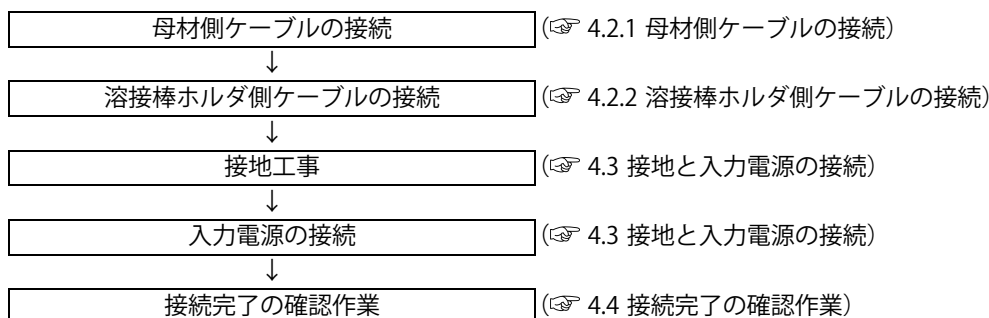 母材側ケーブルの接続 (☞ 4.2.1 母材側ケーブルの接続)
↓
溶接棒ホルダ側ケーブルの接続 (☞ 4.2.2 溶接棒ホルダ側ケーブルの接続)
↓
接地工事 (☞ 4.3 接地と入力電源の接続)
↓
入力電源の接続 (☞ 4.3 接地と入力電源の接続)
↓
接続完了の確認作業 (☞ 4.4 接続完了の確認作業)